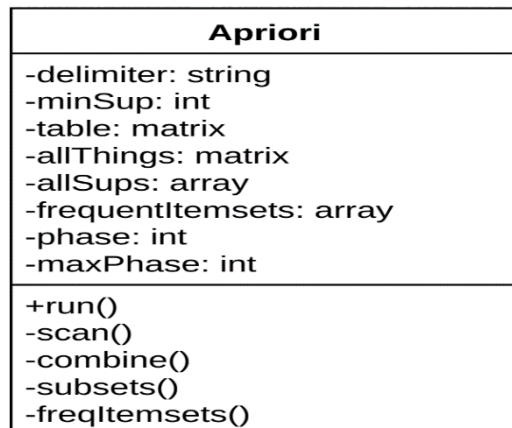 Apriori
-delimiter: string
-minSup: int
-table: matrix
-allThings: matrix
-allSups: array
-frequentItemsets: array
-phase: int
-maxPhase: int
+run()
-scan()
-combine()
-subsets()
-freqItemsets()